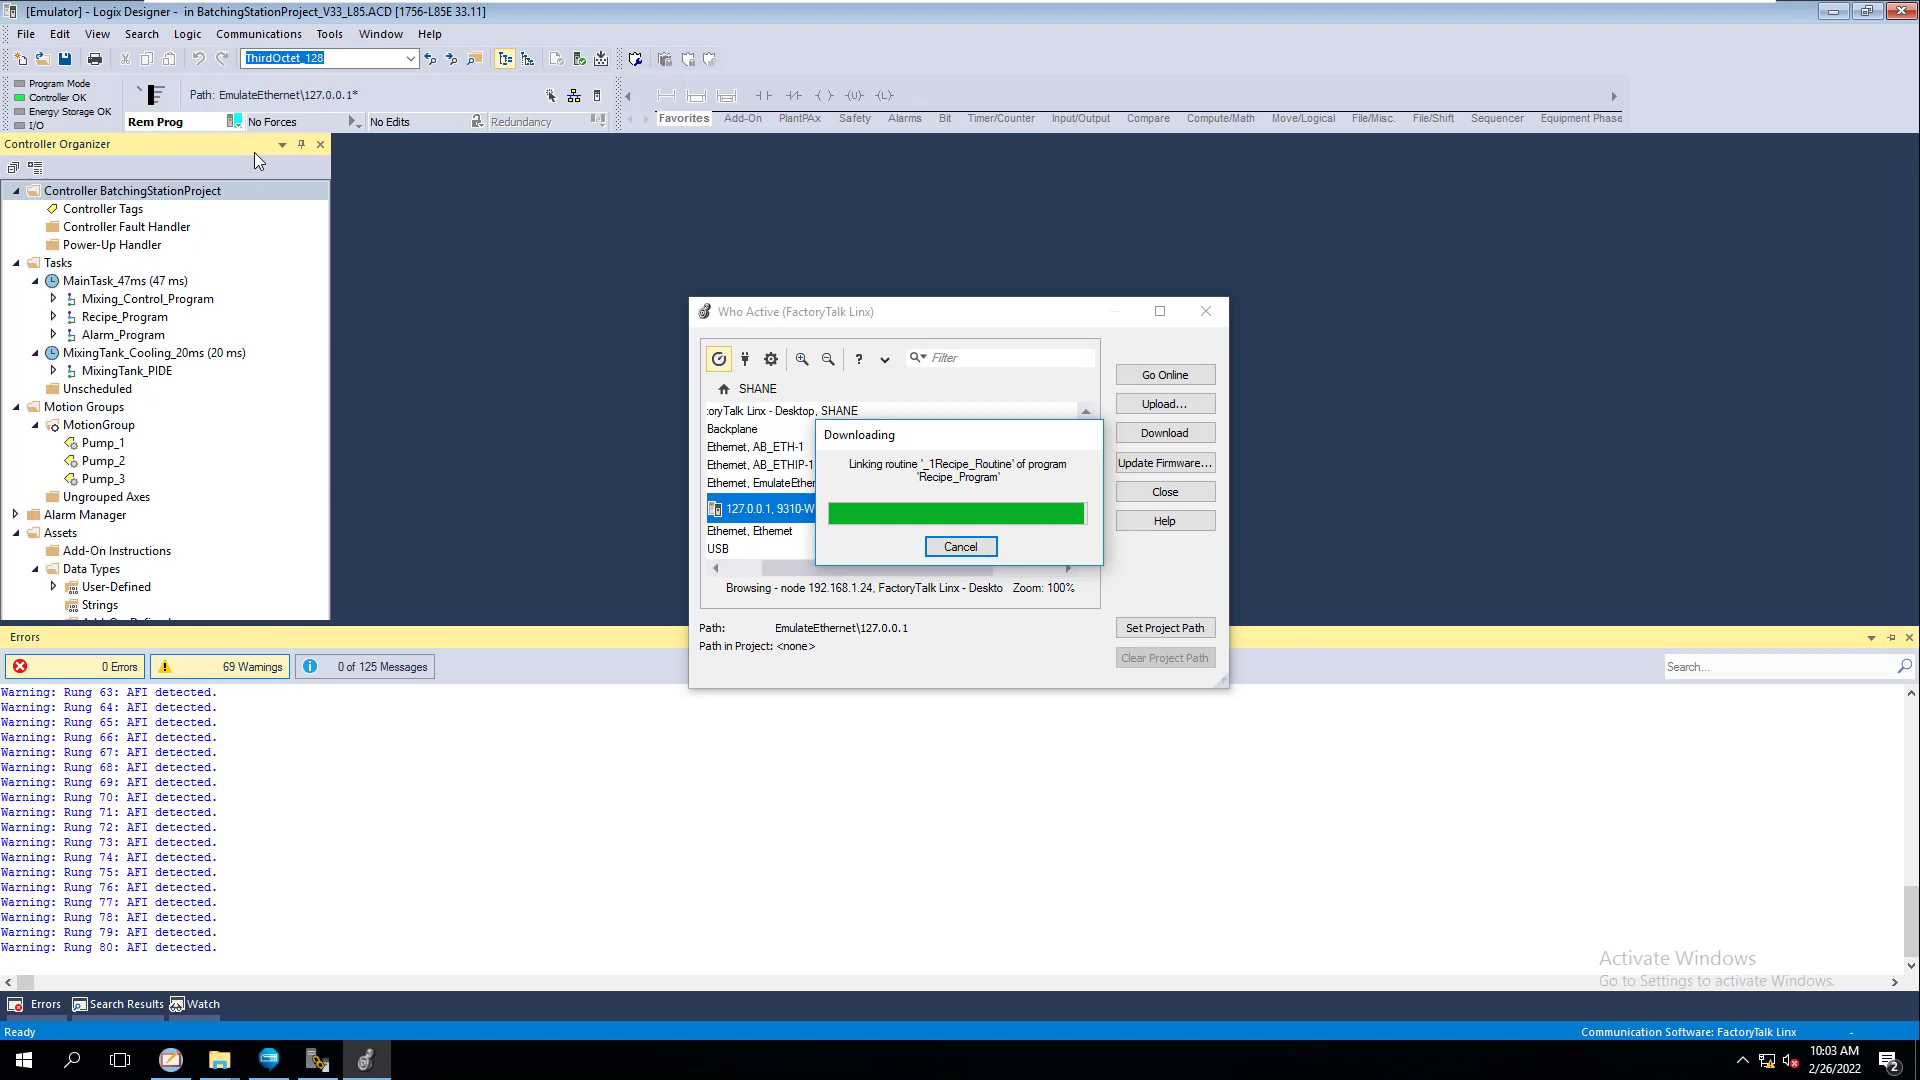 [Emulator] - Logix Designer -  in BatchingStationProject_V33_L85.ACD [1756-L85E 33.11]
File Edit View Search Logic Communications Tools Window Help
ThirdOctet_128
Program Mode
Controller OK
Energy Storage OK
I/O
Path: EmulateEthernet\127.0.0.1*
Rem Prog No Forces No Edits Redundancy
Favorites Add-On PlantPAx Safety Alarms Bit Timer/Counter Input/Output Compare Compute/Math Move/Logical File/Misc. File/Shift Sequencer Equipment Phase
Controller Organizer
Controller BatchingStationProject
Controller Tags
Controller Fault Handler
Power-Up Handler
Tasks
MainTask_47ms (47 ms)
Mixing_Control_Program
Recipe_Program
Alarm_Program
MixingTank_Cooling_20ms (20 ms)
MixingTank_PIDE
Unscheduled
Motion Groups
MotionGroup
Pump_1
Pump_2
Pump_3
Ungrouped Axes
Alarm Manager
Assets
Add-On Instructions
Data Types
User-Defined
Strings
Who Active (FactoryTalk Linx)
Filter
SHANE
oryTalk Linx - Desktop, SHANE
Backplane
Ethernet, AB_ETH-1
Ethernet, AB_ETHIP-1
Ethernet, EmulateEther
127.0.0.1, 9310-W
Ethernet, Ethernet
USB
Browsing - node 192.168.1.24, FactoryTalk Linx - Deskto Zoom: 100%
Path: EmulateEthernet\127.0.0.1
Path in Project: <none>
Go Online
Upload...
Download
Update Firmware...
Close
Help
Set Project Path
Clear Project Path
Downloading
Linking routine '_1Recipe_Routine' of program
'Recipe_Program'
Cancel
Errors
0 Errors 69 Warnings 0 of 125 Messages Search...
Warning: Rung 63: AFI detected.
Warning: Rung 64: AFI detected.
Warning: Rung 65: AFI detected.
Warning: Rung 66: AFI detected.
Warning: Rung 67: AFI detected.
Warning: Rung 68: AFI detected.
Warning: Rung 69: AFI detected.
Warning: Rung 70: AFI detected.
Warning: Rung 71: AFI detected.
Warning: Rung 72: AFI detected.
Warning: Rung 73: AFI detected.
Warning: Rung 74: AFI detected.
Warning: Rung 75: AFI detected.
Warning: Rung 76: AFI detected.
Warning: Rung 77: AFI detected.
Warning: Rung 78: AFI detected.
Warning: Rung 79: AFI detected.
Warning: Rung 80: AFI detected.
Activate Windows
Go to Settings to activate Windows.
Errors Search Results Watch
Ready Communication Software: FactoryTalk Linx -
10:03 AM
2/26/2022
2